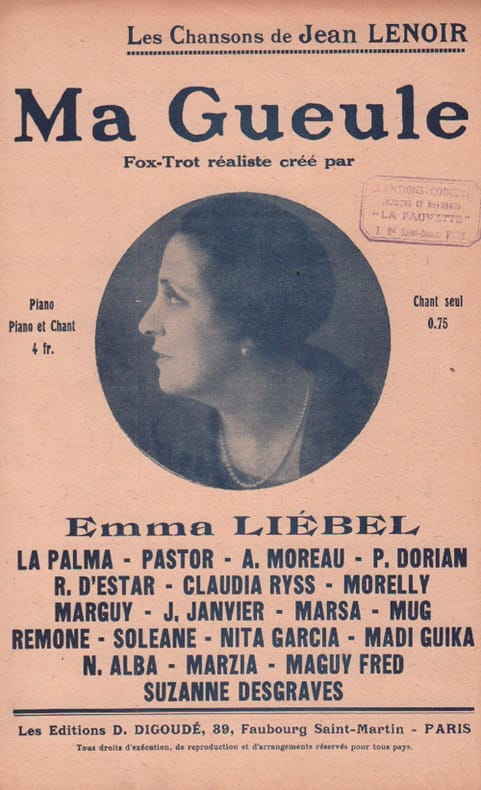 Les Chansons de Jean LENOIR
Ma Gueule
Fox-Trot réaliste créé par
"LA FAUVETTE"
Piano
Piano et Chant
4 fr.
Chant seul
0.75
Emma LIÉBEL
LA PALMA - PASTOR - A. MOREAU - P. DORIAN
R. D'ESTAR - CLAUDIA RYSS - MORELLY
MARGUY - J. JANVIER - MARSA - MUG
REMONE - SOLEANE - NITA GARCIA - MADI GUIKA
N. ALBA - MARZIA - MAGUY FRED
SUZANNE DESGRAVES
Les Editions D. DIGOUDÉ, 39, Faubourg Saint-Martin - PARIS
Tous droits d'exécution, de reproduction et d'arrangements réservés pour tous pays.